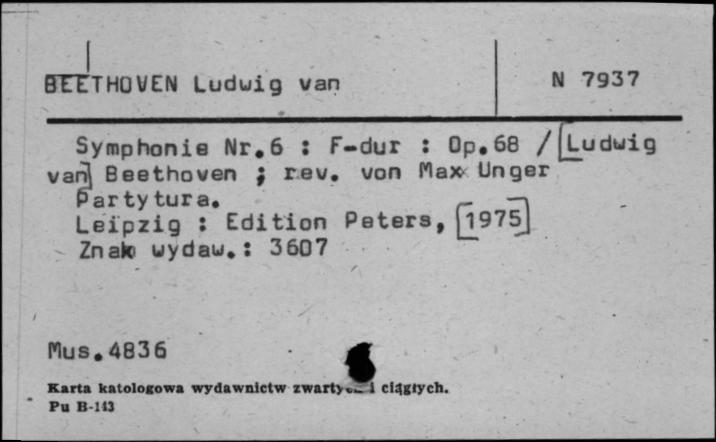 BEETHOVEN Ludwig van
N 7937
Symphonie Nr.6 : F-dur : Op.68 / [Ludwig
van] Beethoven ; rev. von Max Unger
Partytura.
Leipzig : Edition Peters, [1975]
Znak wydaw.: 3607
Mus.4836
Karta katologowa wydawnictw zwartych i ciągłych.
Pu B-143